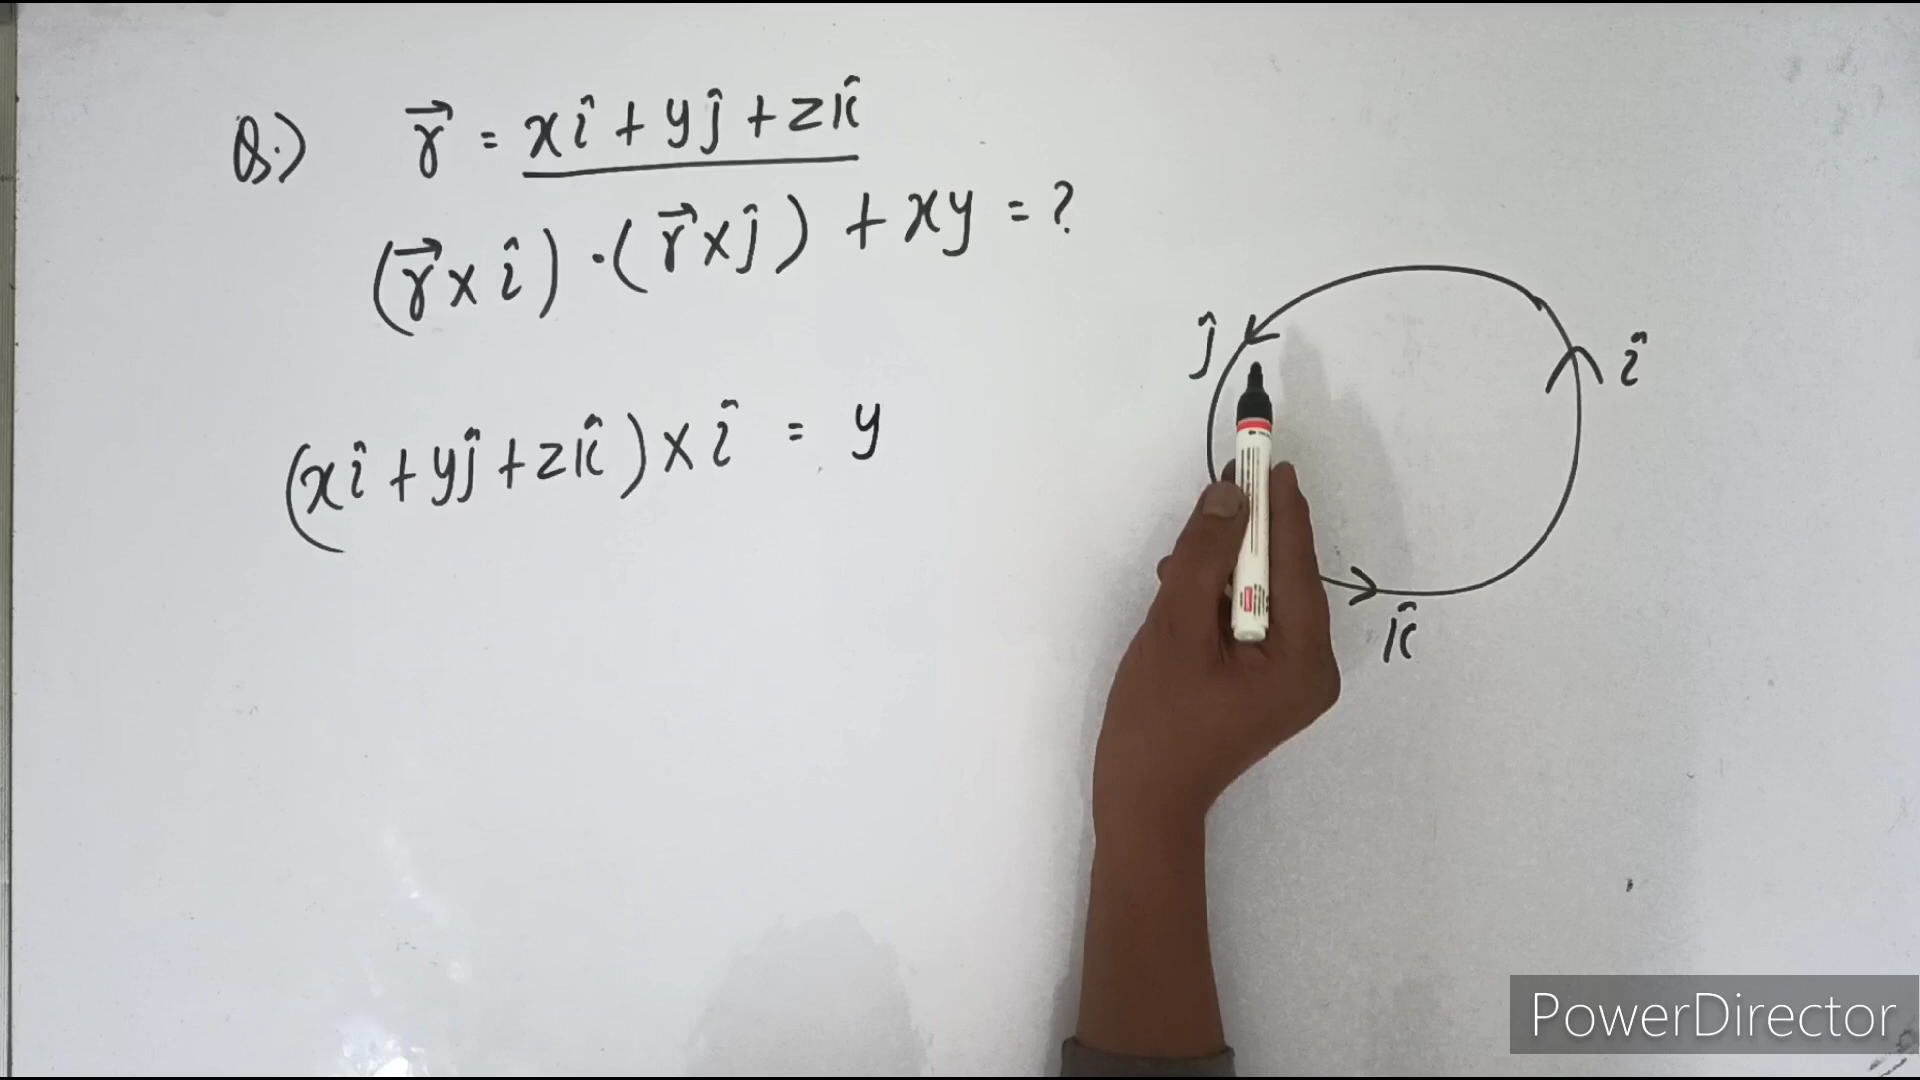 Q.) r⃗ = xî + yĵ + zk̂
(r⃗ × î) · (r⃗ × ĵ) + xy = ?
(xî + yĵ + zk̂) × î = y
ĵ
î
k̂
PowerDirector